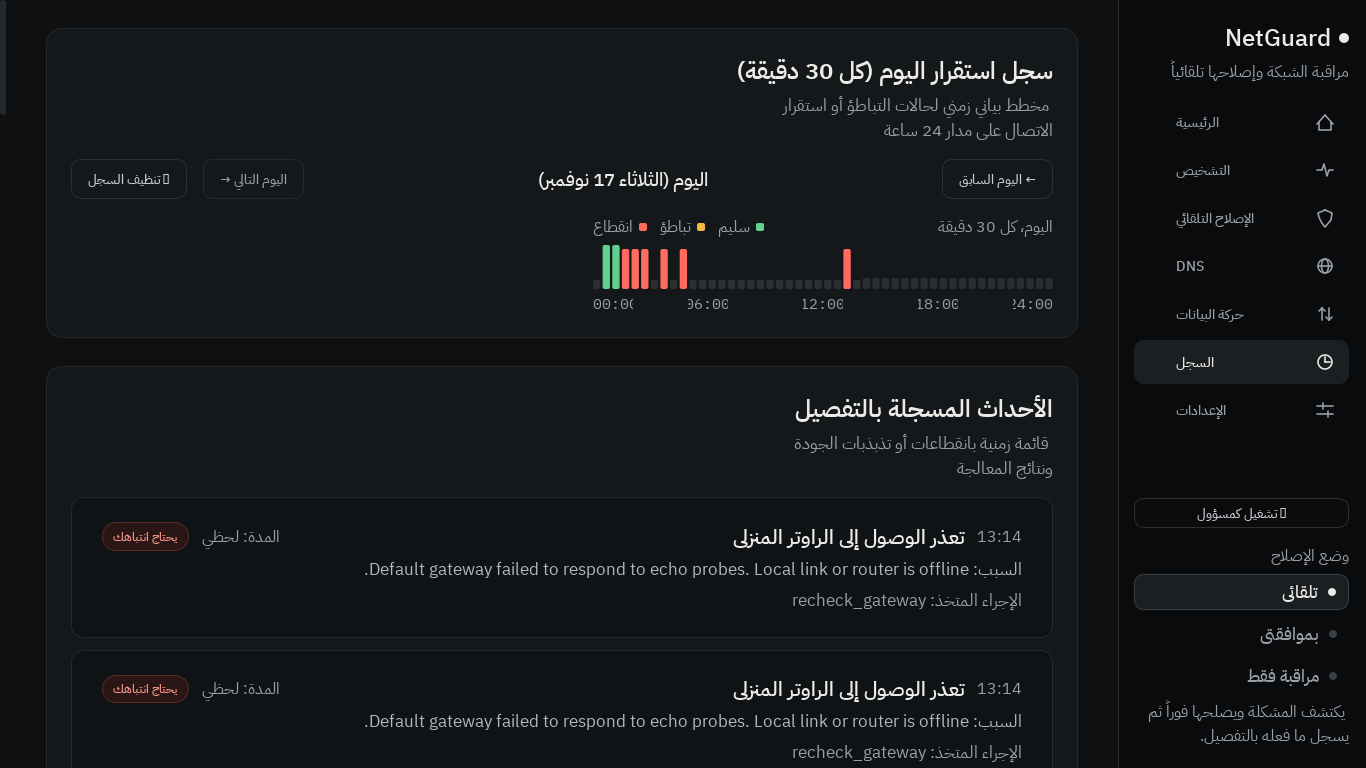 NetGuard
مراقبة الشبكة وإصلاحها تلقائياً
الرئيسية
التشخيص
الإصلاح التلقائي
DNS
حركة البيانات
السجل
الإعدادات
تشغيل كمسؤول
وضع الإصلاح
تلقائي
بموافقتي
مراقبة فقط
يكتشف المشكلة ويصلحها فوراً ثم
يسجل ما فعله بالتفصيل.
سجل استقرار اليوم (كل 30 دقيقة)
مخطط بياني زمني لحالات التباطؤ أو استقرار
الاتصال على مدار 24 ساعة
← اليوم السابق
اليوم (الثلاثاء 17 نوفمبر)
اليوم التالي →
تنظيف السجل
اليوم، كل 30 دقيقة
سليم
تباطؤ
انقطاع
00:00 06:00 12:00 18:00 24:00
الأحداث المسجلة بالتفصيل
قائمة زمنية بانقطاعات أو تذبذبات الجودة
ونتائج المعالجة
13:14 تعذر الوصول إلى الراوتر المنزلي
المدة: لحظي
يحتاج انتباهك
السبب: Default gateway failed to respond to echo probes. Local link or router is offline.
الإجراء المتخذ: recheck_gateway
13:14 تعذر الوصول إلى الراوتر المنزلي
المدة: لحظي
يحتاج انتباهك
السبب: Default gateway failed to respond to echo probes. Local link or router is offline.
الإجراء المتخذ: recheck_gateway